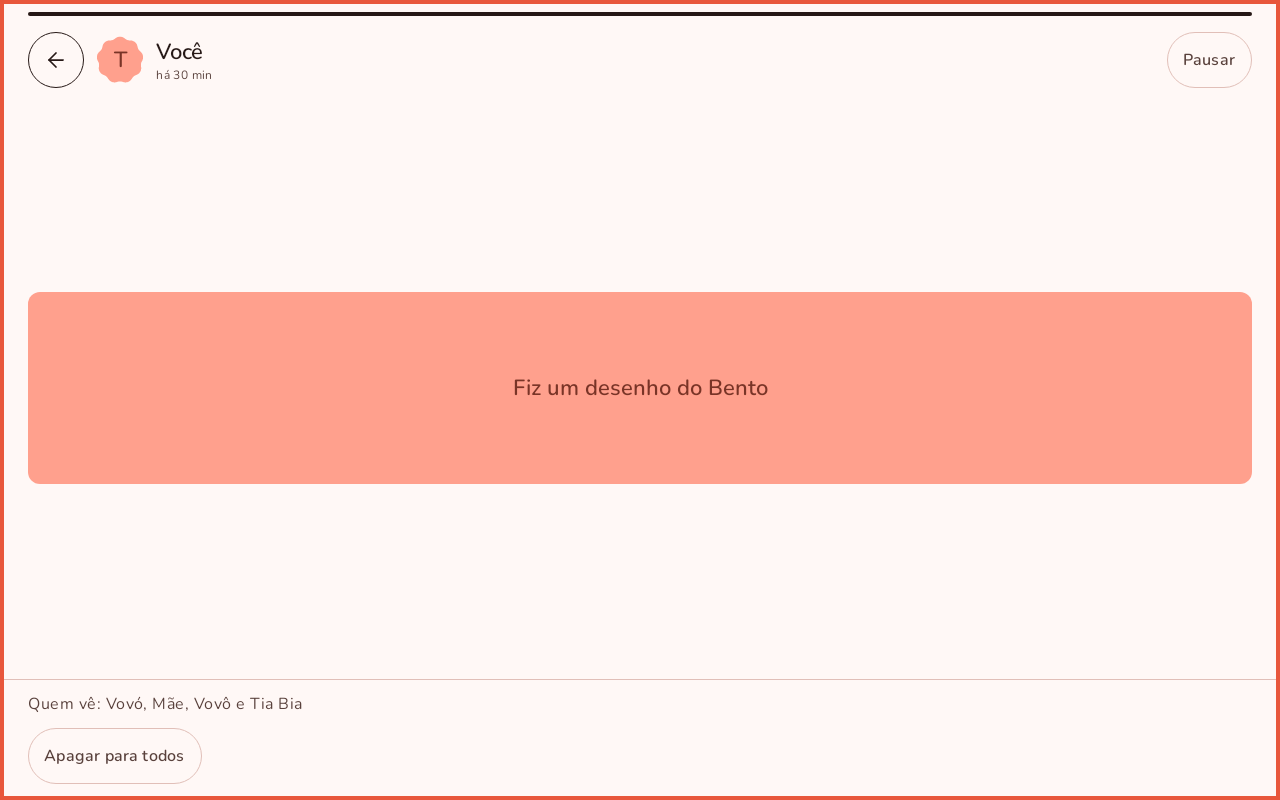 T
Você
há 30 min
Pausar
Fiz um desenho do Bento
Quem vê: Vovó, Mãe, Vovô e Tia Bia
Apagar para todos